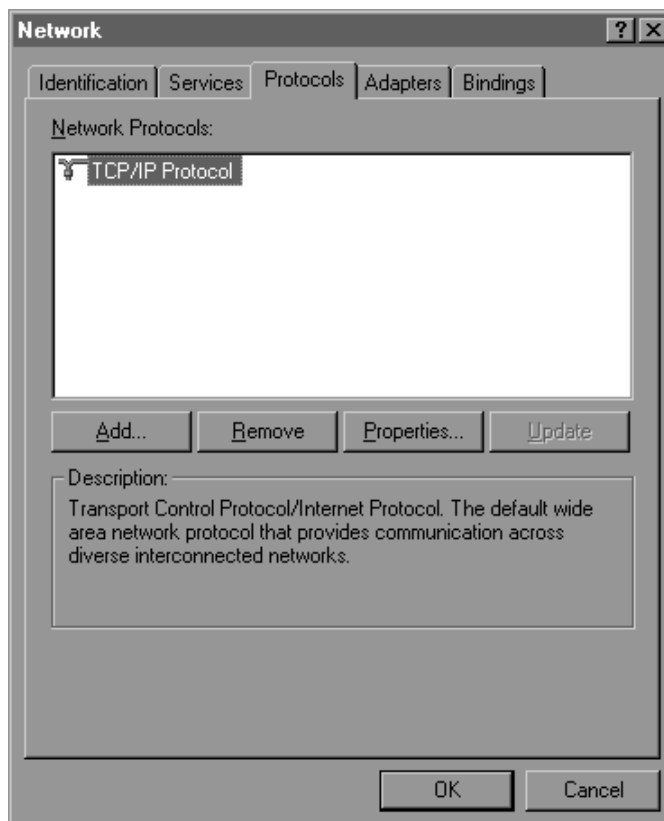 Network
Identification Services Protocols Adapters Bindings
Network Protocols:
TCP/IP Protocol
Add... Remove Properties... Update
Description:
Transport Control Protocol/Internet Protocol. The default wide
area network protocol that provides communication across
diverse interconnected networks.
OK Cancel